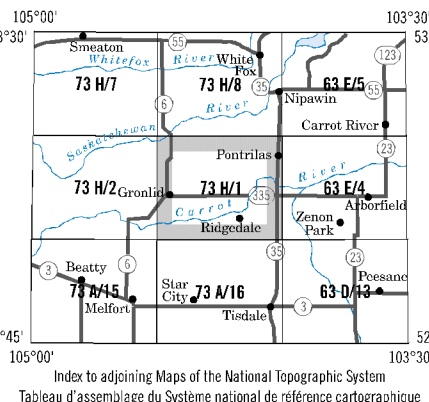 105°00' 103°30'
3°30' 53
Smeaton
55
123
Whitefox River
White
Fox
73 H/7 73 H/8 63 E/5
35 55
Nipawin
6
River
Saskatchewan
Carrot River
Pontrilas
23
River
73 H/2 Gronlid 73 H/1 335 63 E/4
Arborfield
Carrot
Ridgedale
Zenon
Park
35
23
3 Beatty 6
Star
City
Peesane
73 A/15 73 A/16 63 D/13
Melfort
Tisdale 3
°45' 52
105°00' 103°30
Index to adjoining Maps of the National Topographic System
Tableau d'assemblage du Système national de référence cartographique